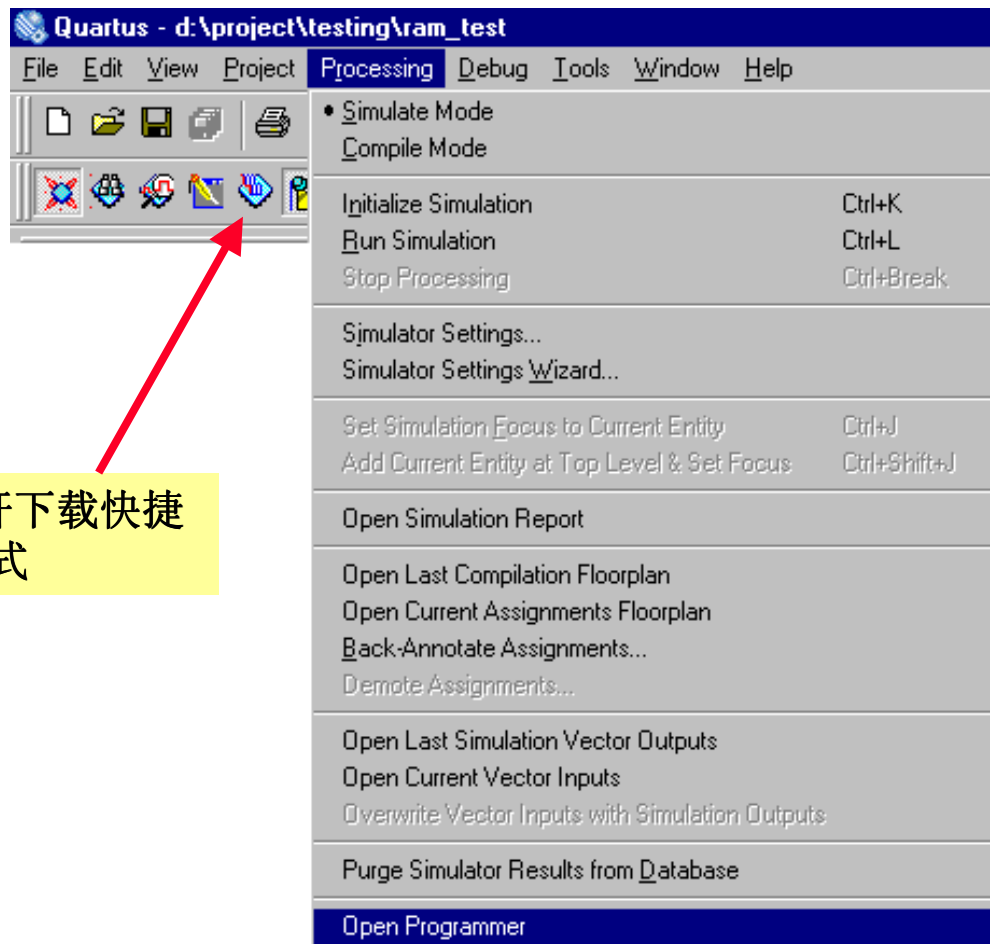 Quartus - d:\project\testing\ram_test
File Edit View Project Processing Debug Tools Window Help
• Simulate Mode
Compile Mode
Initialize Simulation Ctrl+K
Run Simulation Ctrl+L
Stop Processing Ctrl+Break
Simulator Settings...
Simulator Settings Wizard...
Set Simulation Focus to Current Entity Ctrl+J
Add Current Entity at Top Level & Set Focus Ctrl+Shift+J
Open Simulation Report
Open Last Compilation Floorplan
Open Current Assignments Floorplan
Back-Annotate Assignments...
Demote Assignments...
Open Last Simulation Vector Outputs
Open Current Vector Inputs
Overwrite Vector Inputs with Simulation Outputs
Purge Simulator Results from Database
Open Programmer
下载快捷
式